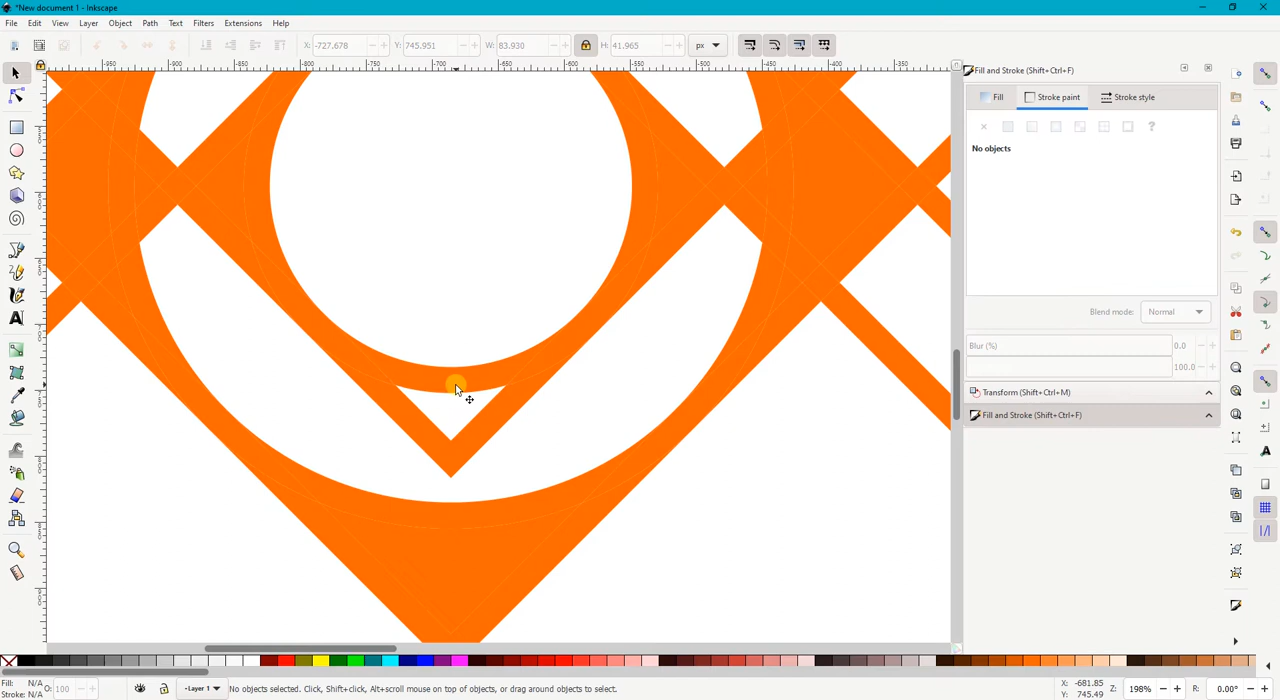 *New document 1 - Inkscape
File Edit View Layer Object Path Text Filters Extensions Help
X: -727.678 Y: 745.951 W: 83.930 H: 41.965 px
-950 -900 -850 -800 -750 -700 -650 -600 -550 -500 -450 -400 -350
Fill and Stroke (Shift+Ctrl+F)
Fill Stroke paint Stroke style
?
No objects
Blend mode: Normal
Blur (%) 0.0
100.0
Transform (Shift+Ctrl+M)
Fill and Stroke (Shift+Ctrl+F)
Fill: N/A
Stroke: N/A
O: 100
-Layer 1
No objects selected. Click, Shift+click, Alt+scroll mouse on top of objects, or drag around objects to select.
X: -681.85
Y: 745.49
Z: 198%
R: 0.00°